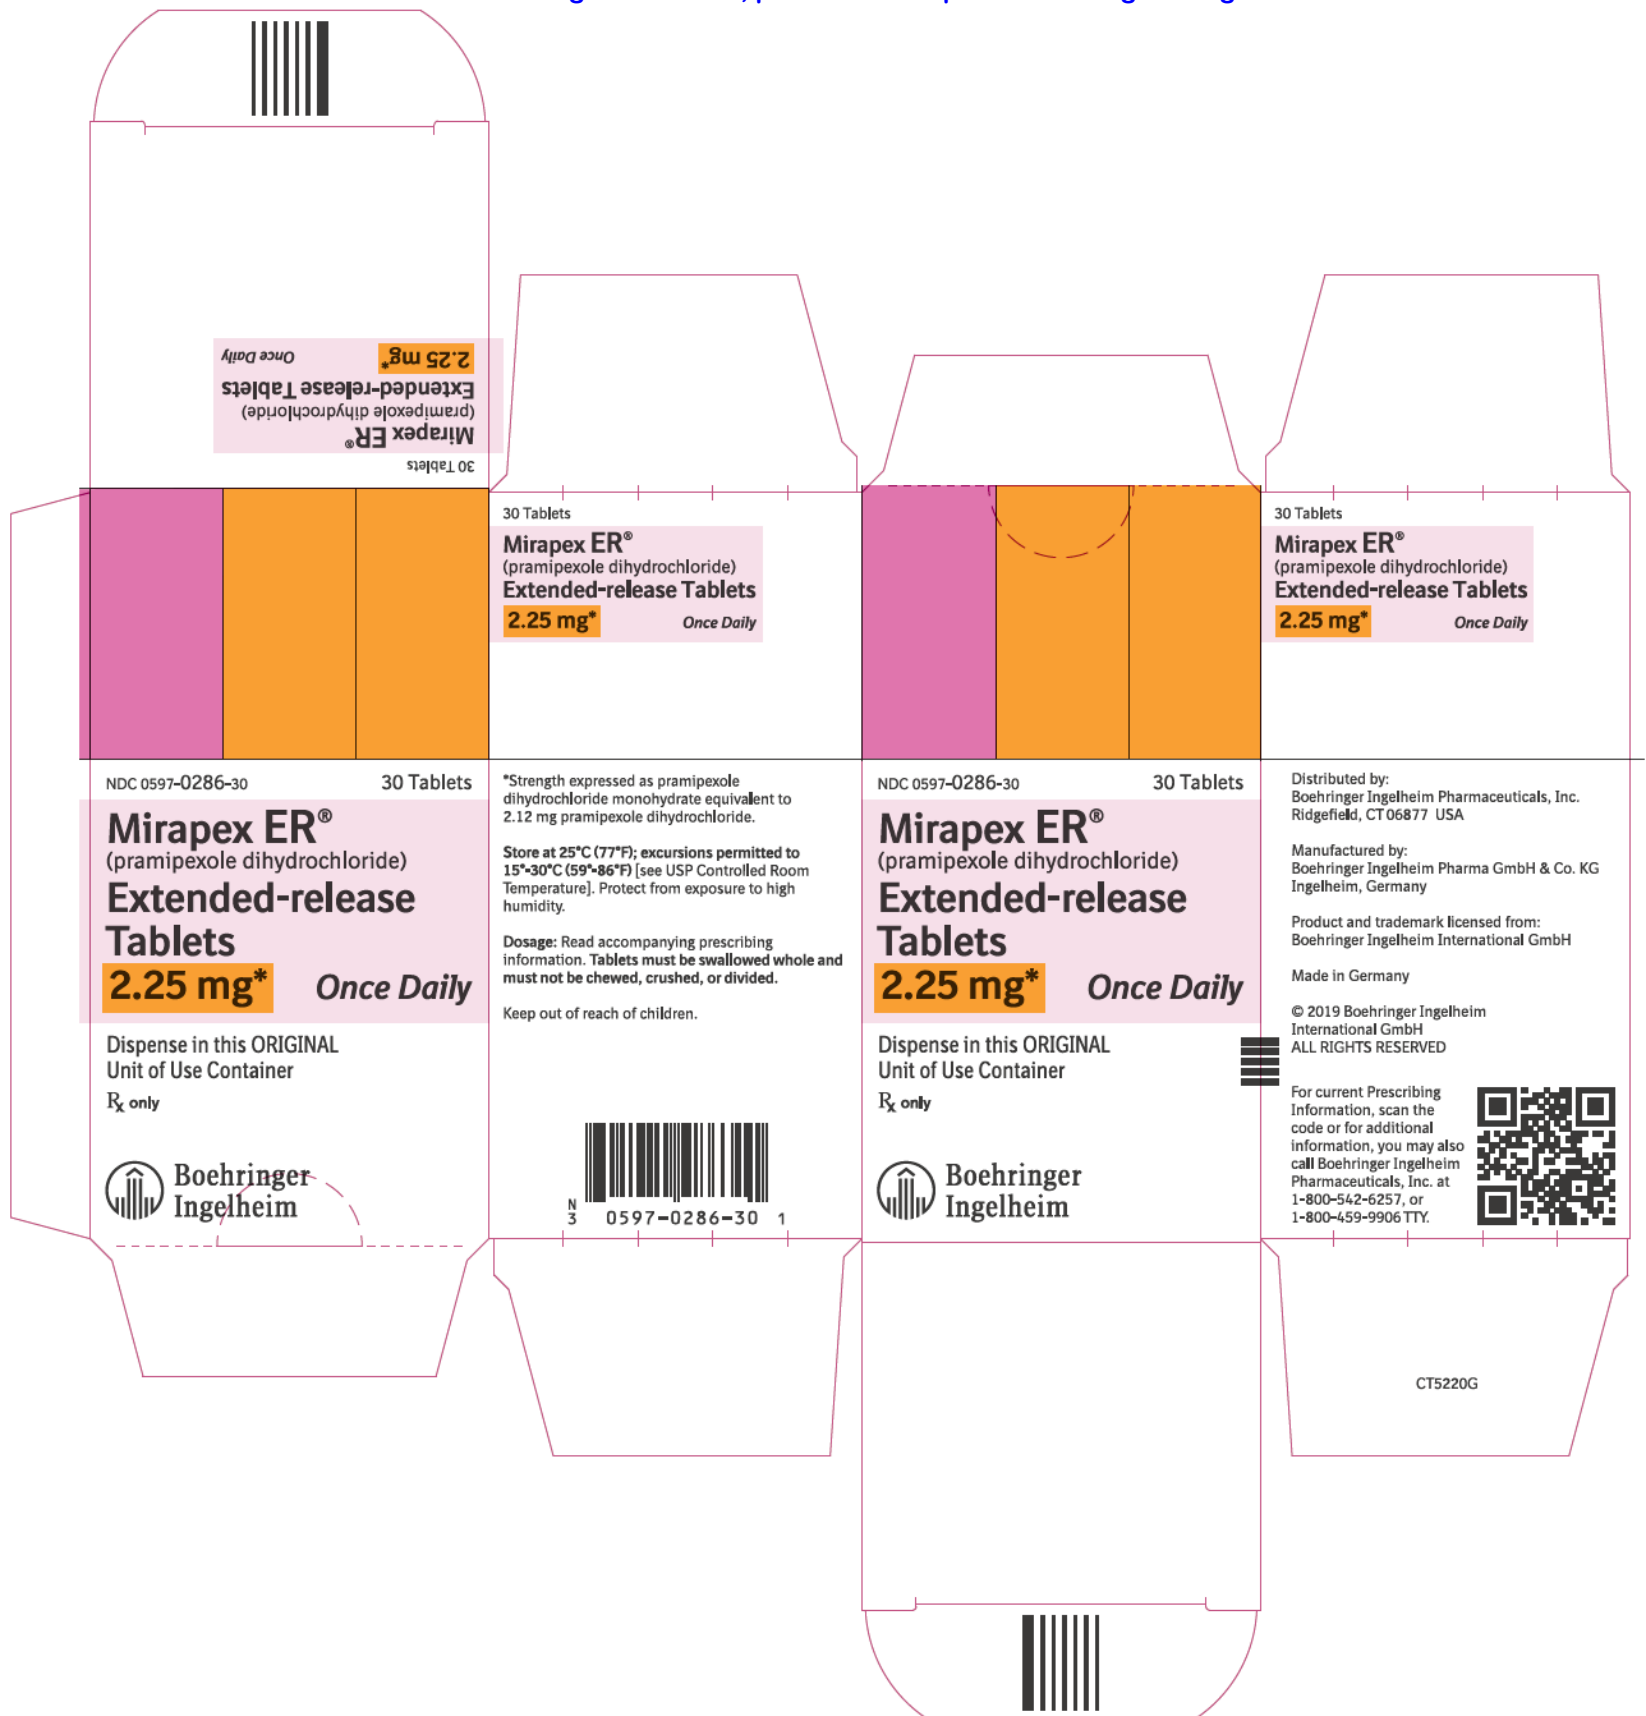 2.25 mg* Once Daily
Extended-release Tablets
(pramipexole dihydrochloride)
Mirapex ER®
30 Tablets
30 Tablets
Mirapex ER®
(pramipexole dihydrochloride)
Extended-release Tablets
2.25 mg* Once Daily
30 Tablets
Mirapex ER®
(pramipexole dihydrochloride)
Extended-release Tablets
2.25 mg* Once Daily
NDC 0597-0286-30 30 Tablets
Mirapex ER®
(pramipexole dihydrochloride)
Extended-release
Tablets
2.25 mg* Once Daily
Dispense in this ORIGINAL
Unit of Use Container
Rx only
Boehringer
Ingelheim
*Strength expressed as pramipexole
dihydrochloride monohydrate equivalent to
2.12 mg pramipexole dihydrochloride.
Store at 25°C (77°F); excursions permitted to
15°-30°C (59°-86°F) [see USP Controlled Room
Temperature]. Protect from exposure to high
humidity.
Dosage: Read accompanying prescribing
information. Tablets must be swallowed whole and
must not be chewed, crushed, or divided.
Keep out of reach of children.
N
3 0597-0286-30 1
NDC 0597-0286-30 30 Tablets
Mirapex ER®
(pramipexole dihydrochloride)
Extended-release
Tablets
2.25 mg* Once Daily
Dispense in this ORIGINAL
Unit of Use Container
Rx only
Boehringer
Ingelheim
Distributed by:
Boehringer Ingelheim Pharmaceuticals, Inc.
Ridgefield, CT 06877 USA
Manufactured by:
Boehringer Ingelheim Pharma GmbH & Co. KG
Ingelheim, Germany
Product and trademark licensed from:
Boehringer Ingelheim International GmbH
Made in Germany
© 2019 Boehringer Ingelheim
International GmbH
ALL RIGHTS RESERVED
For current Prescribing
Information, scan the
code or for additional
information, you may also
call Boehringer Ingelheim
Pharmaceuticals, Inc. at
1-800-542-6257, or
1-800-459-9906 TTY.
CT5220G